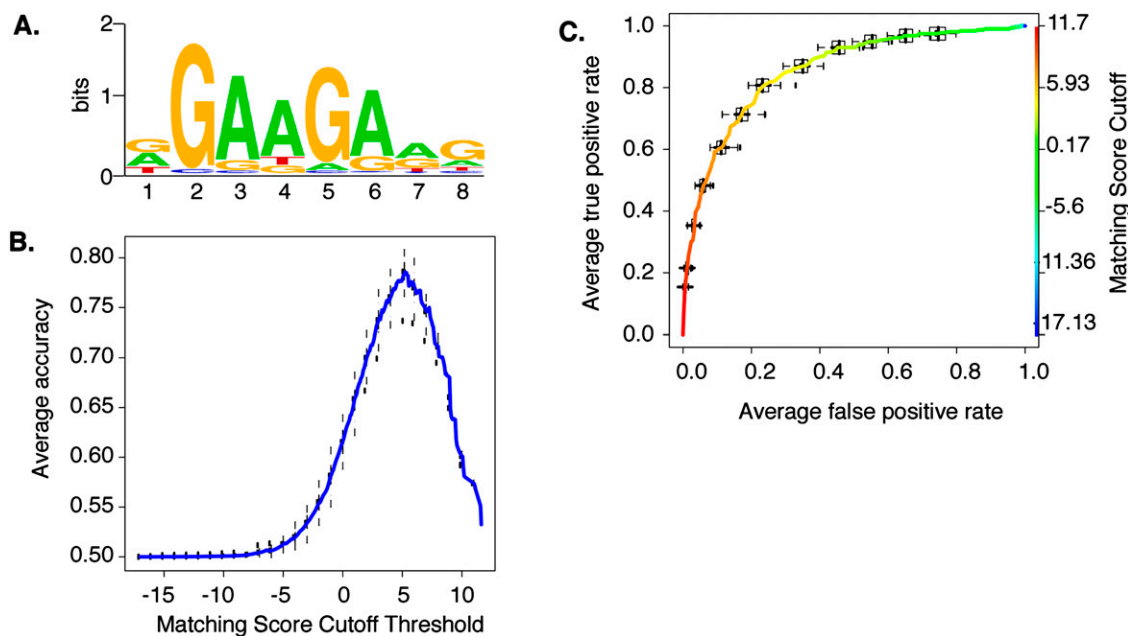 A.
2
bits
1
0
G
A
T
G
A
G
A
T
G
G
A
A
G
A
G
A
G
G
A
T
1 2 3 4 5 6 7 8
B.
Average accuracy
0.80
0.75
0.70
0.65
0.60
0.55
0.50
-15 -10 -5 0 5 10
Matching Score Cutoff Threshold
C.
Average true positive rate
1.0
0.8
0.6
0.4
0.2
0.0
0.0 0.2 0.4 0.6 0.8 1.0
Average false positive rate
11.7
5.93
0.17
-5.6
11.36
17.13
Matching Score Cutoff